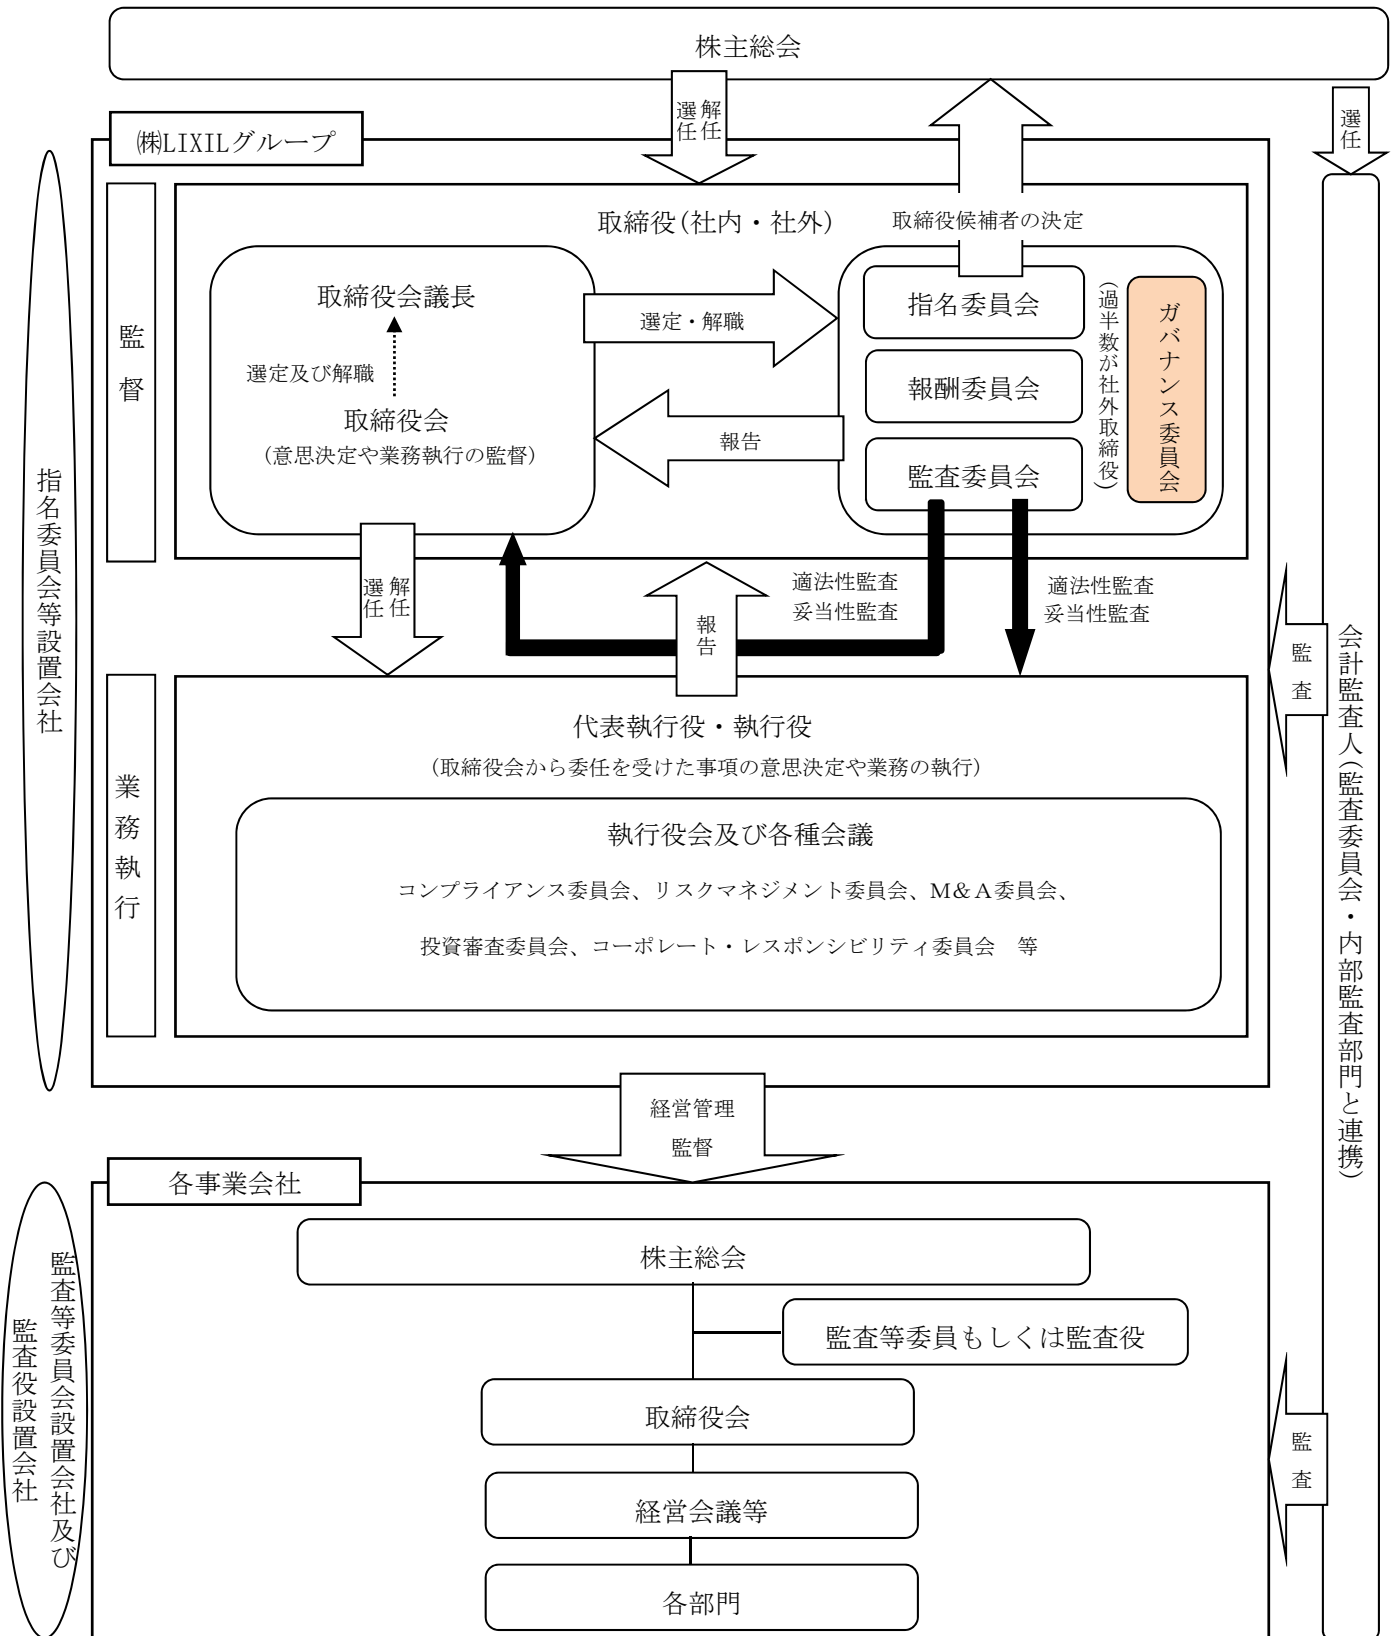 株主総会
選任
解任
選任
㈱LIXILグループ
指名委員会等設置会社
監督
取締役(社内・社外)
取締役候補者の決定
取締役会議長
選定及び解職
取締役会
(意思決定や業務執行の監督)
選定・解職
報告
指名委員会
報酬委員会
監査委員会
(過半数が社外取締役)
ガバナンス委員会
選任
解任
報告
適法性監査
妥当性監査
適法性監査
妥当性監査
監査
会計監査人(監査委員会・内部監査部門と連携)
業務執行
代表執行役・執行役
(取締役会から委任を受けた事項の意思決定や業務の執行)
執行役会及び各種会議
コンプライアンス委員会、リスクマネジメント委員会、M&A委員会、
投資審査委員会、コーポレート・レスポンシビリティ委員会　等
経営管理
監督
各事業会社
監査等委員会設置会社及び
監査役設置会社
株主総会
監査等委員もしくは監査役
取締役会
経営会議等
各部門
監査